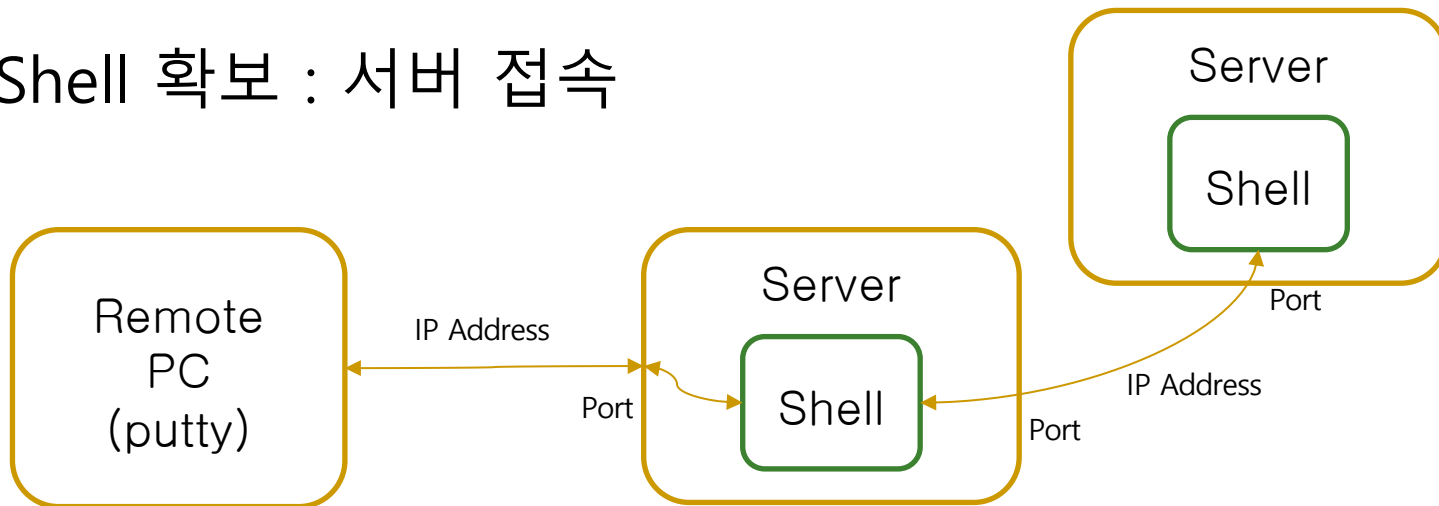 Shell 확보 : 서버 접속
Server
Shell
Port
IP Address
Remote
PC
(putty)
IP Address
Port
Server
Shell
Port